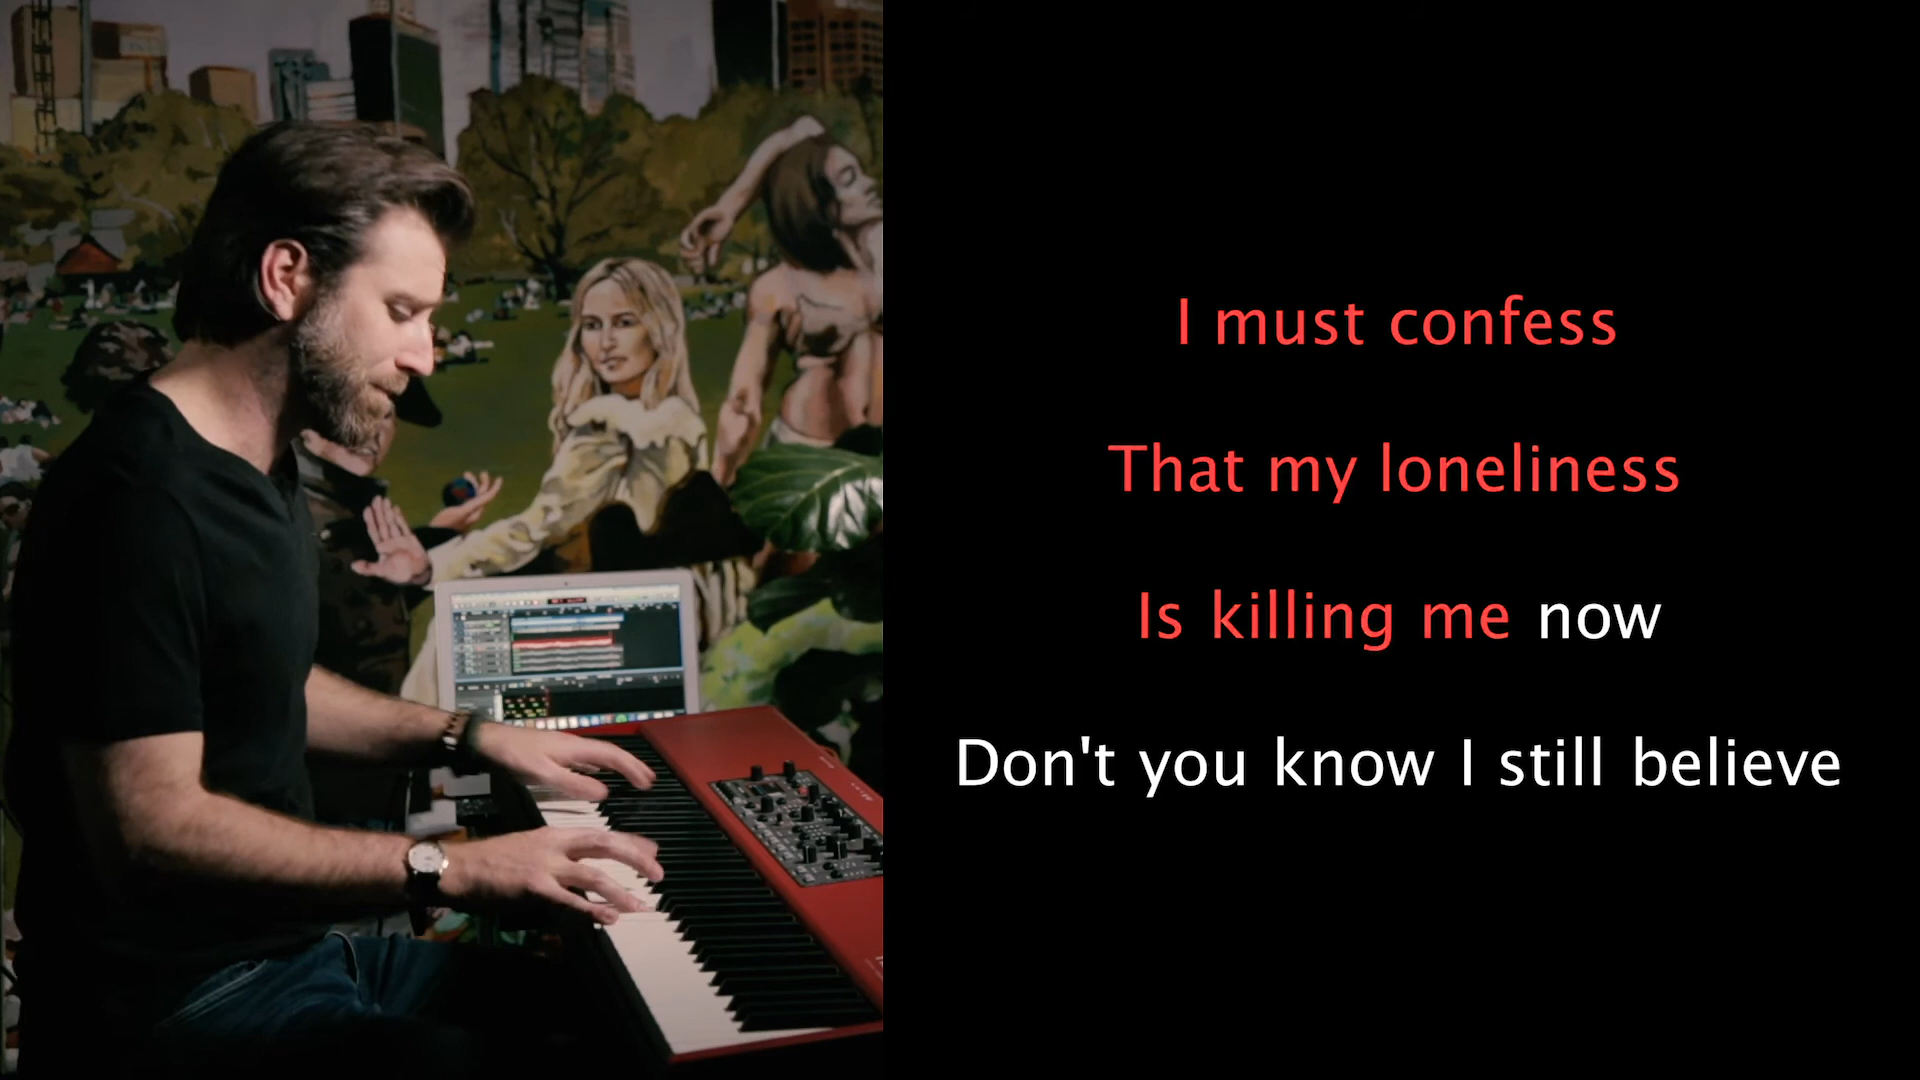 I must confess
That my loneliness
Is killing me now
Don't you know I still believe